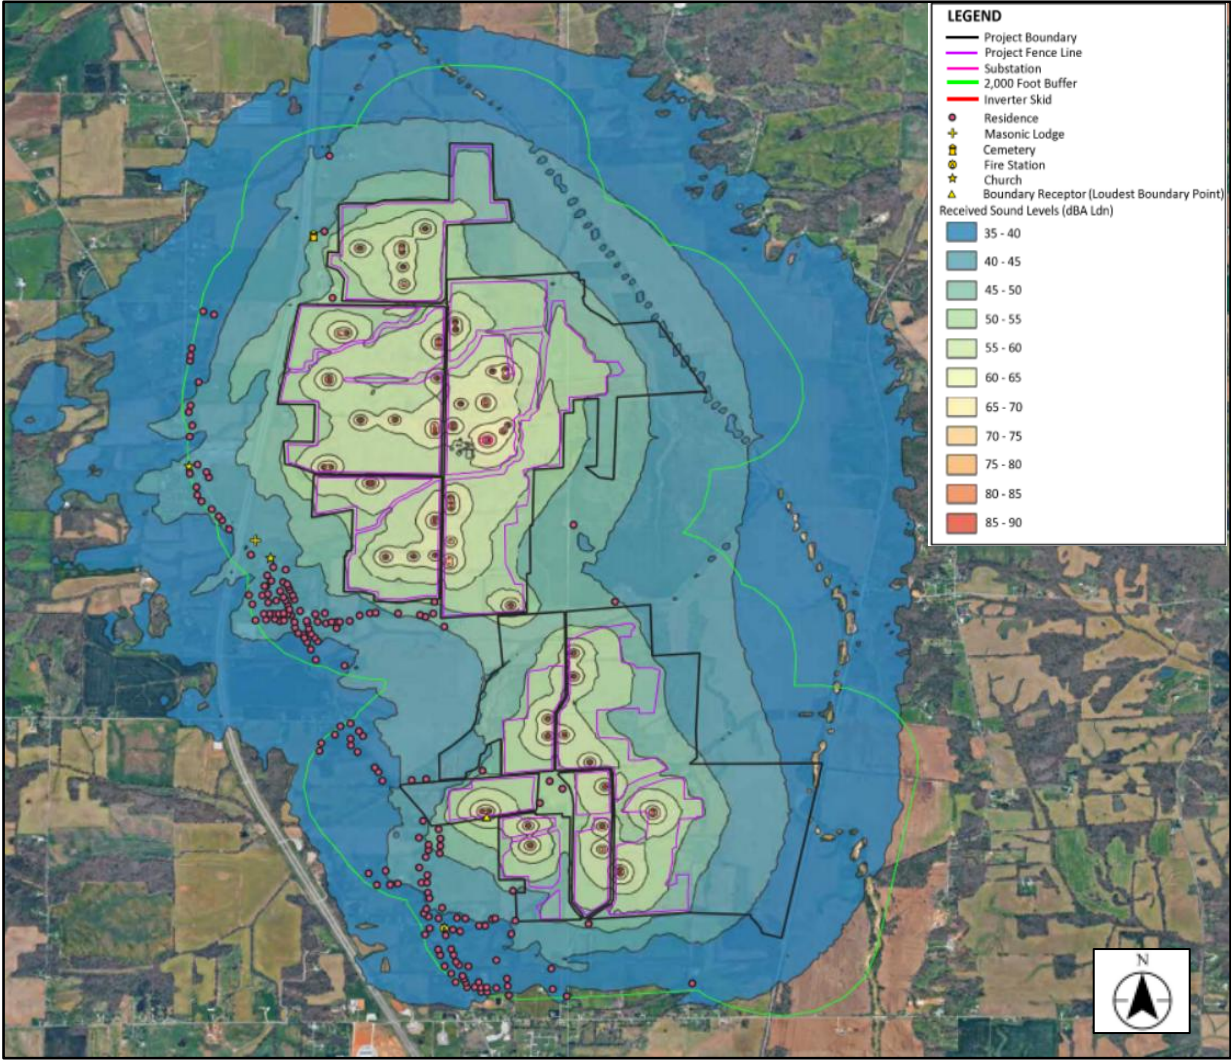 LEGEND
Project Boundary
Project Fence Line
Substation
2,000 Foot Buffer
Inverter Skid
Residence
Masonic Lodge
Cemetery
Fire Station
Church
Boundary Receptor (Loudest Boundary Point)
Received Sound Levels (dBA Ldn)
35 - 40
40 - 45
45 - 50
50 - 55
55 - 60
60 - 65
65 - 70
70 - 75
75 - 80
80 - 85
85 - 90
N